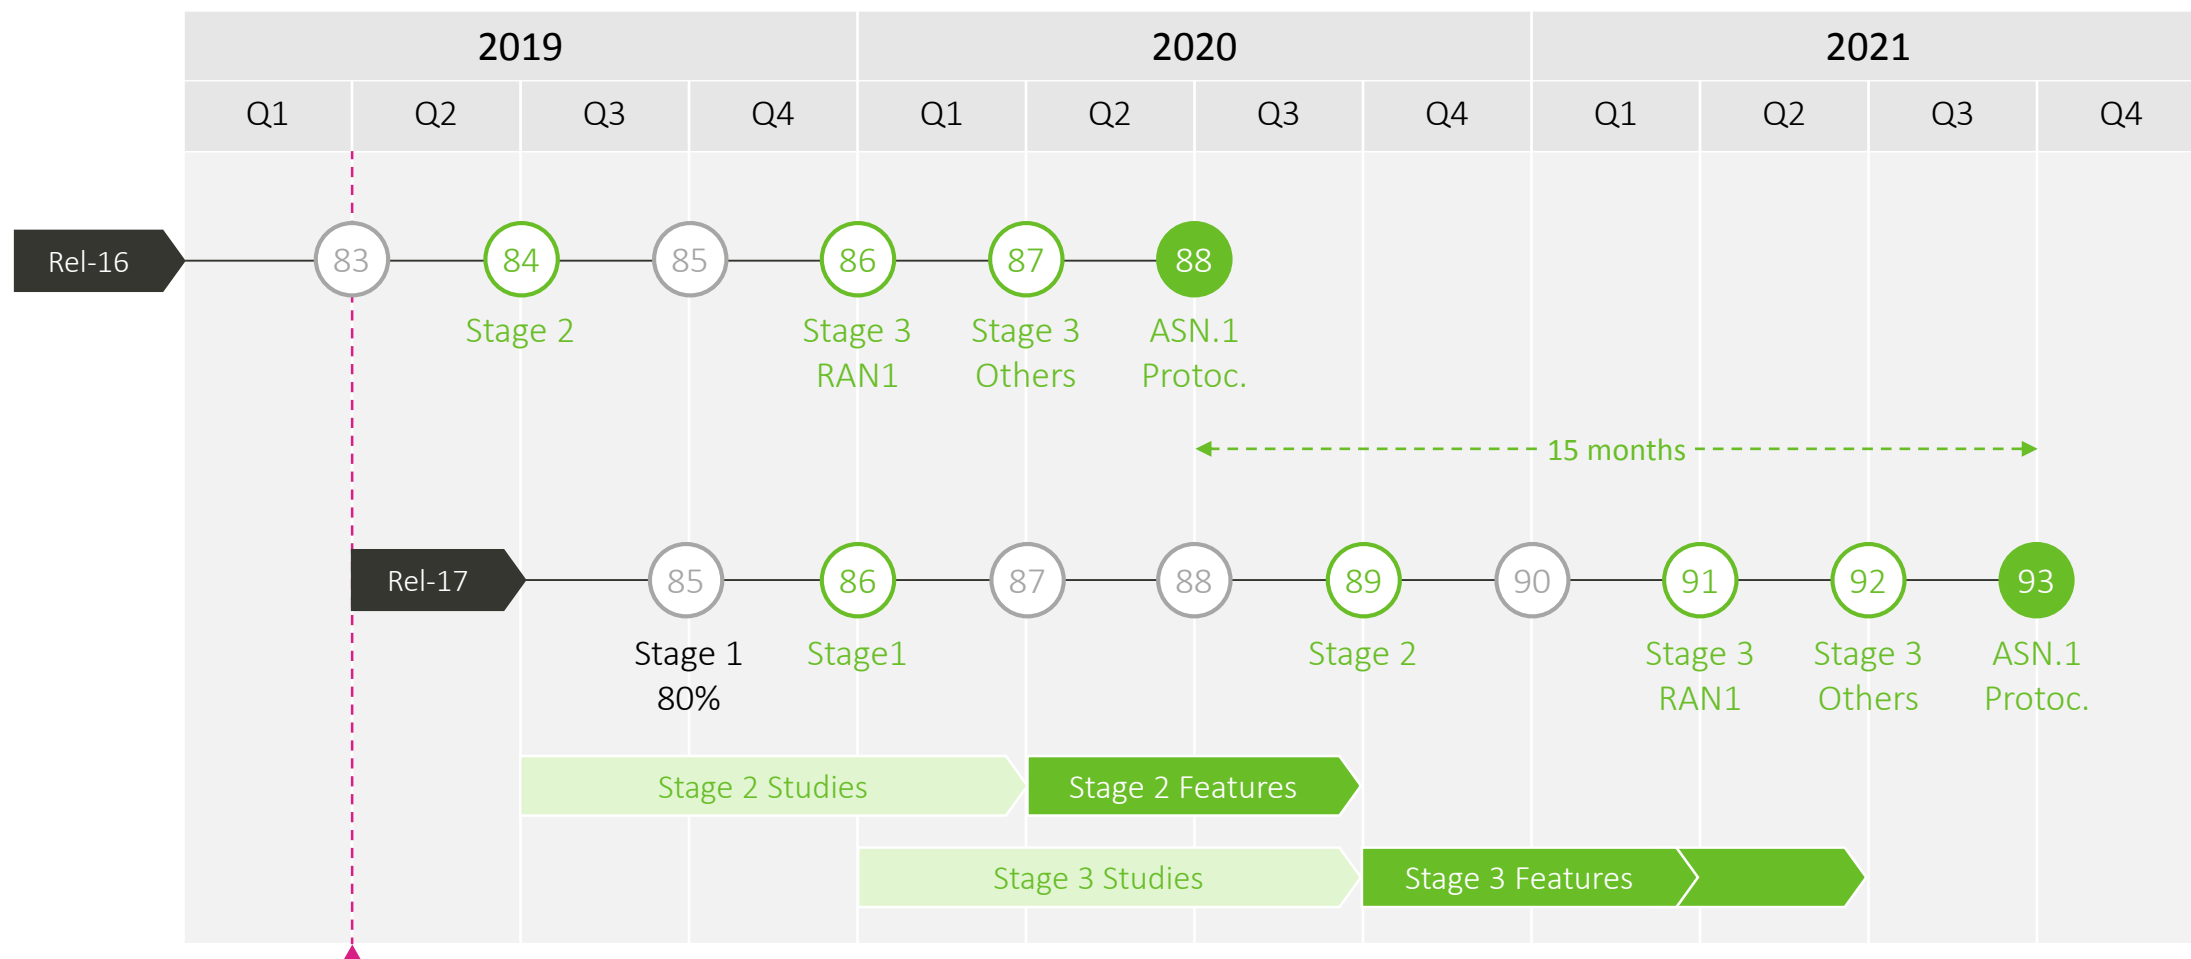 2019 2020 2021
Q1 Q2 Q3 Q4 Q1 Q2 Q3 Q4 Q1 Q2 Q3 Q4
Rel-16 83 84 85 86 87 88
Stage 2 Stage 3 Stage 3 ASN.1
RAN1 Others Protoc.
15 months
Rel-17 85 86 87 88 89 90 91 92 93
Stage 1 Stage1 Stage 2 Stage 3 Stage 3 ASN.1
80% RAN1 Others Protoc.
Stage 2 Studies Stage 2 Features
Stage 3 Studies Stage 3 Features